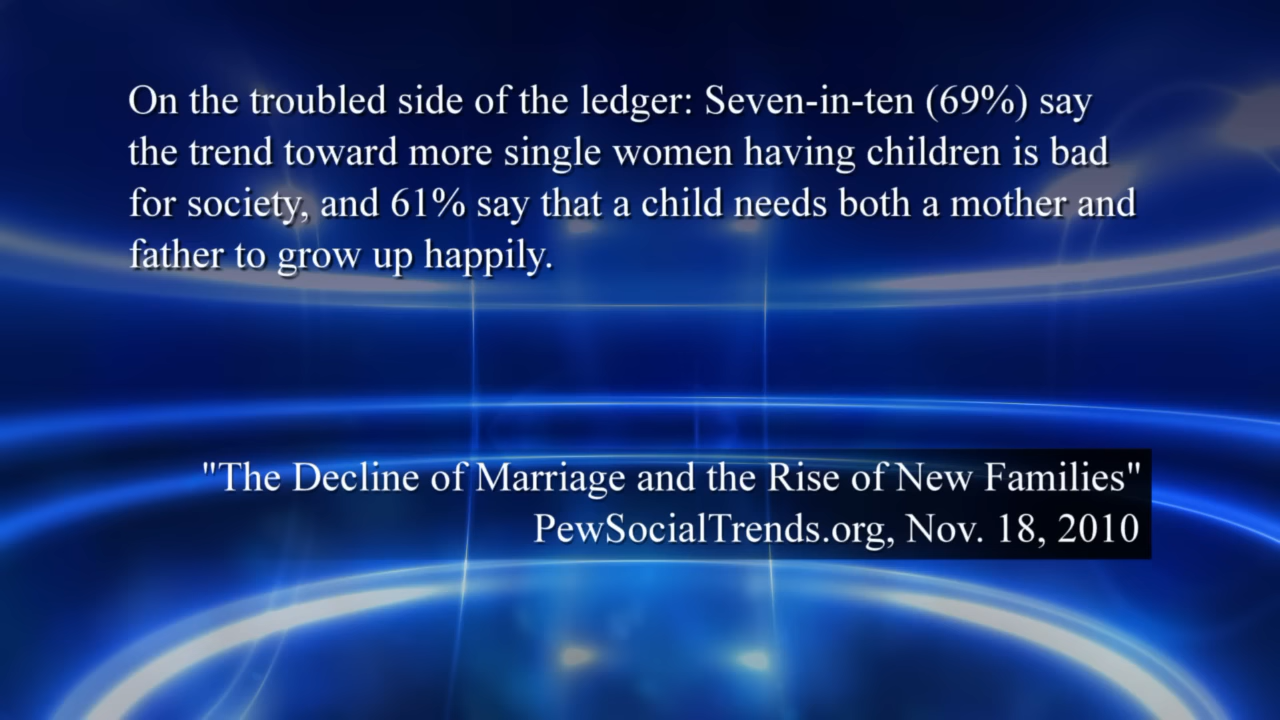 On the troubled side of the ledger: Seven-in-ten (69%) say
the trend toward more single women having children is bad
for society, and 61% say that a child needs both a mother and
father to grow up happily.
"The Decline of Marriage and the Rise of New Families"
PewSocialTrends.org, Nov. 18, 2010